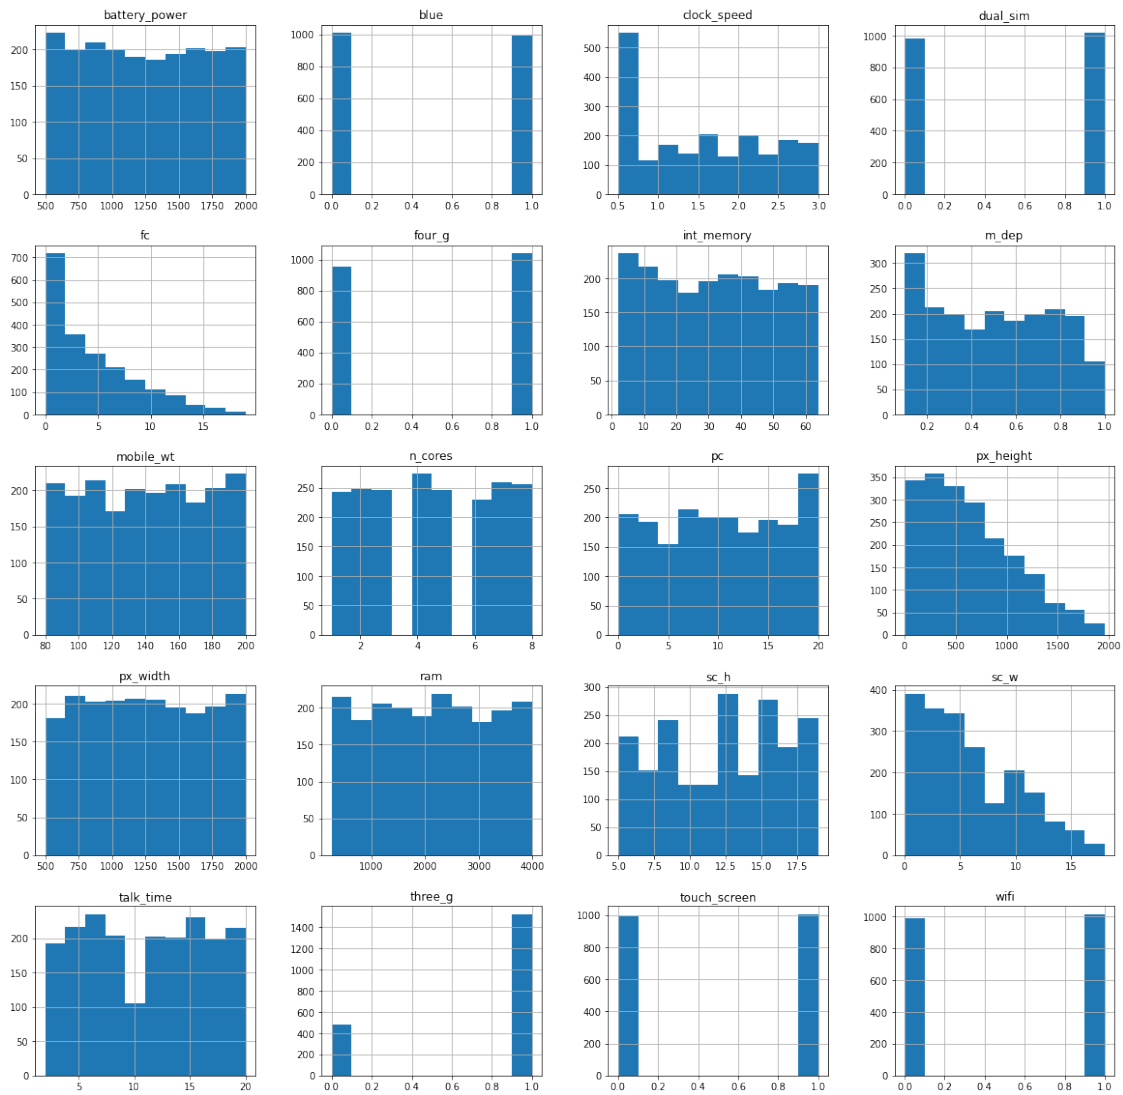 battery_power blue clock_speed dual_sim
200 150 100 50 0
500 750 1000 1250 1500 1750 2000
1000 800 600 400 200 0
0.0 0.2 0.4 0.6 0.8 1.0
500 400 300 200 100 0
0.5 1.0 1.5 2.0 2.5 3.0
1000 800 600 400 200 0
0.0 0.2 0.4 0.6 0.8 1.0
fc four_g int_memory m_dep
700 600 500 400 300 200 100 0
0 5 10 15
1000 800 600 400 200 0
0.0 0.2 0.4 0.6 0.8 1.0
200 150 100 50 0
0 10 20 30 40 50 60
300 250 200 150 100 50 0
0.2 0.4 0.6 0.8 1.0
mobile_wt n_cores pc px_height
200 150 100 50 0
80 100 120 140 160 180 200
250 200 150 100 50 0
2 4 6 8
250 200 150 100 50 0
0 5 10 15 20
350 300 250 200 150 100 50 0
0 500 1000 1500 2000
px_width ram sc_h sc_w
200 150 100 50 0
500 750 1000 1250 1500 1750 2000
200 150 100 50 0
1000 2000 3000 4000
300 250 200 150 100 50 0
5.0 7.5 10.0 12.5 15.0 17.5
400 300 200 100 0
0 5 10 15
talk_time three_g touch_screen wifi
200 150 100 50 0
5 10 15 20
1400 1200 1000 800 600 400 200 0
0.0 0.2 0.4 0.6 0.8 1.0
1000 800 600 400 200 0
0.0 0.2 0.4 0.6 0.8 1.0
1000 800 600 400 200 0
0.0 0.2 0.4 0.6 0.8 1.0